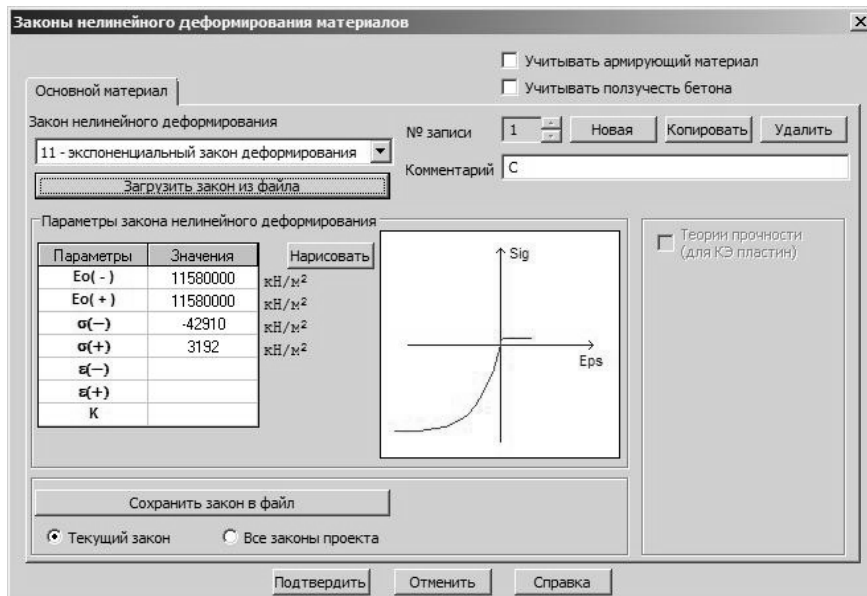 Законы нелинейного деформирования материалов
Учитывать армирующий материал
Учитывать ползучесть бетона
Основной материал
Закон нелинейного деформирования
11 - экспоненциальный закон деформирования
Загрузить закон из файла
№ записи 1 Новая Копировать Удалить
Комментарий С
Параметры закона нелинейного деформирования
Параметры Значения Нарисовать
Eo( - ) 11580000 кН/м²
Eo( + ) 11580000 кН/м²
σ(−) -42910 кН/м²
σ(+) 3192 кН/м²
ε(−)
ε(+)
К
Sig
Eps
Теории прочности
(для КЭ пластин)
Сохранить закон в файл
Текущий закон Все законы проекта
Подтвердить Отменить Справка